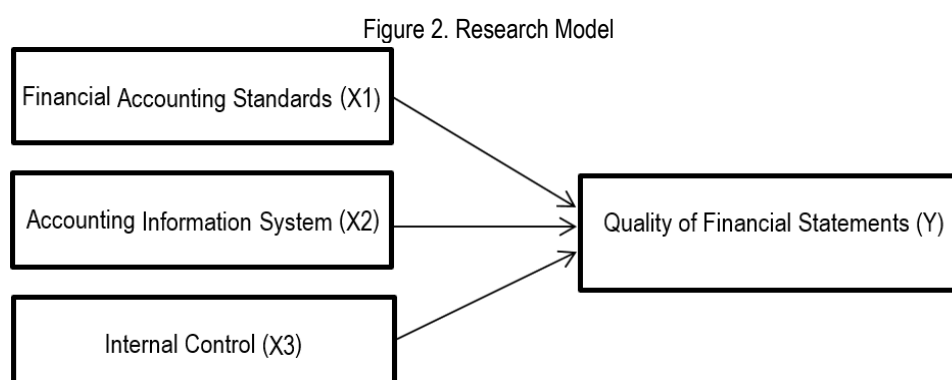 Figure 2. Research Model
Financial Accounting Standards (X1)
Accounting Information System (X2)
Quality of Financial Statements (Y)
Internal Control (X3)